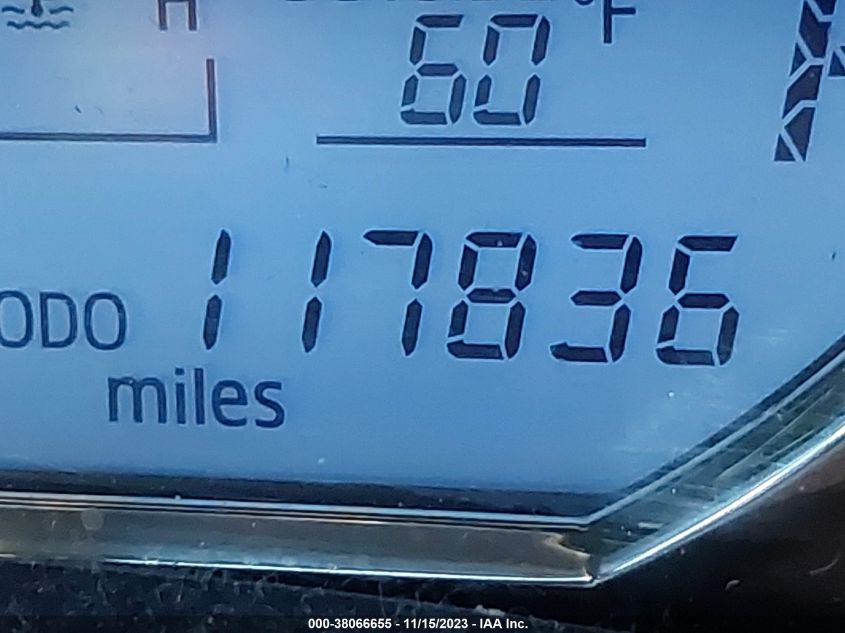 H
60 °F
ODO 117836
miles
000-38066655 - 11/15/2023 - IAA Inc.